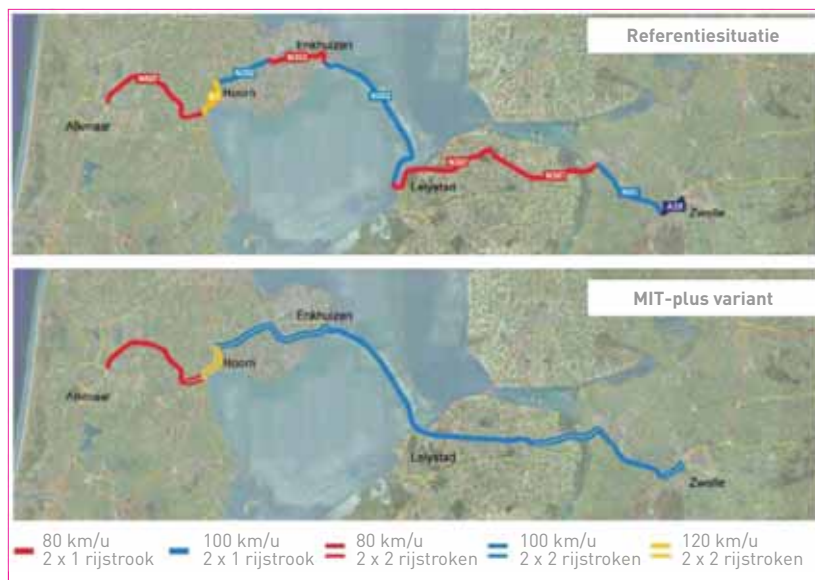 Referentiesituatie
Enkhuizen
Hoorn
Alkmaar
Lelystad
Zwolle
MIT-plus variant
Enkhuizen
Hoorn
Alkmaar
Lelystad
Zwolle
80 km/u
2 x 1 rijstrook
100 km/u
2 x 1 rijstrook
80 km/u
2 x 2 rijstroken
100 km/u
2 x 2 rijstroken
120 km/u
2 x 2 rijstroken